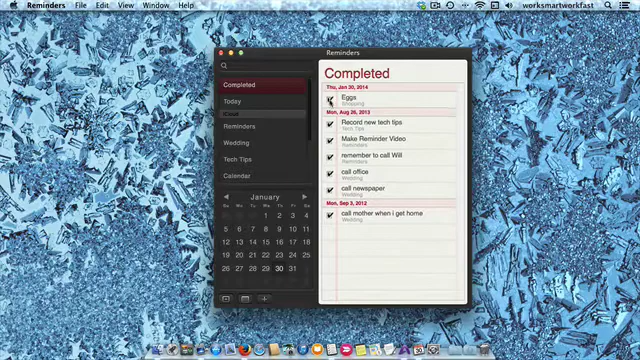 Reminders File Edit View Window Help worksmartworkfast
Reminders
Completed
Today
Reminders
Wedding
Tech Tips
Calendar
January
Su Mo Tu We Th Fr Sa
1 2 3 4
5 6 7 8 9 10 11
12 13 14 15 16 17 18
19 20 21 22 23 24 25
26 27 28 29 30 31
Completed
Thu, Jan 30, 2014
Eggs
Shopping
Mon, Aug 26, 2013
Record new tech tips
Tech Tips
Make Reminder Video
Reminders
remember to call Will
Reminders
call office
Wedding
call newspaper
Wedding
Mon, Sep 3, 2012
call mother when i get home
Wedding